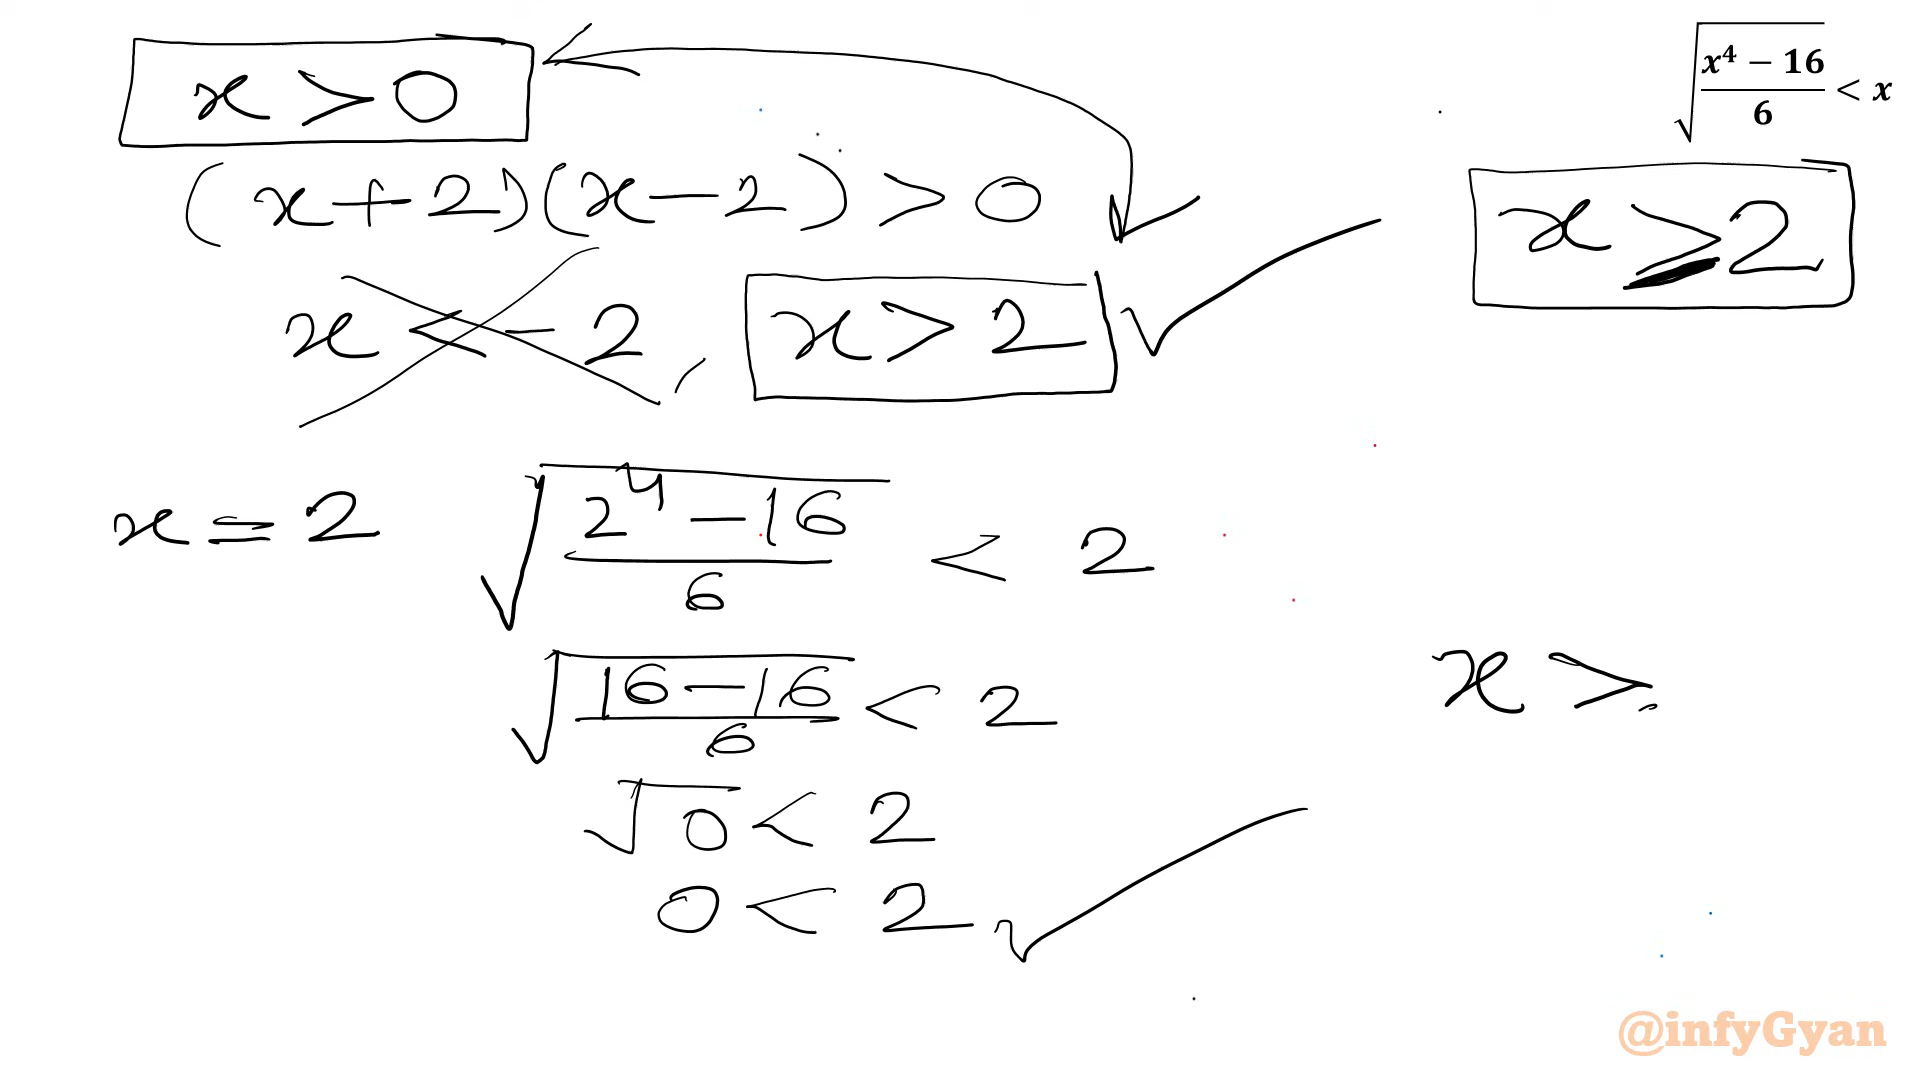 x > 0
√((x⁴ − 16)/6) < x
(x+2)(x−2) > 0
x ≥ 2
x < −2, x > 2
x = 2 √((2⁴ − 16)/6) < 2
√((16 − 16)/6) < 2
x >
√0 < 2
0 < 2
@infyGyan